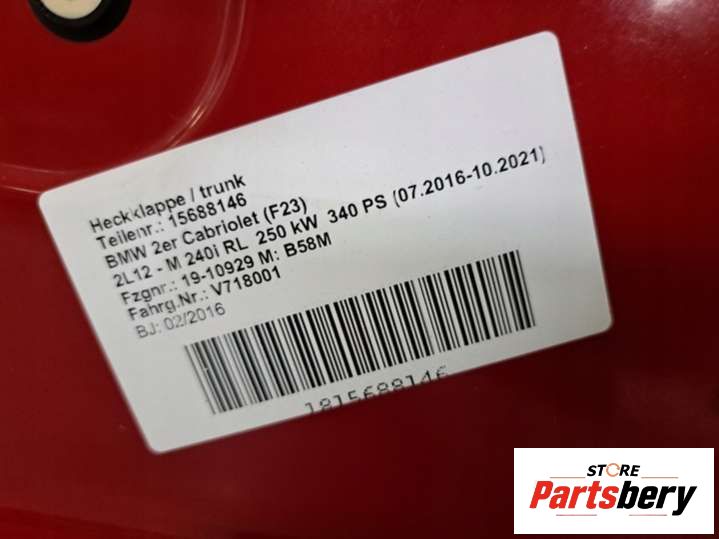 Heckklappe / trunk
Teilenr.: 15688146
BMW 2er Cabriolet (F23)
2L12 - M 240i RL 250 kW 340 PS (07.2016-10.2021)
Fzgnr.: 19-10929 M: B58M
Fahrg.Nr.: V718001
BJ: 02/2016
1815688146
STORE
Partsbery